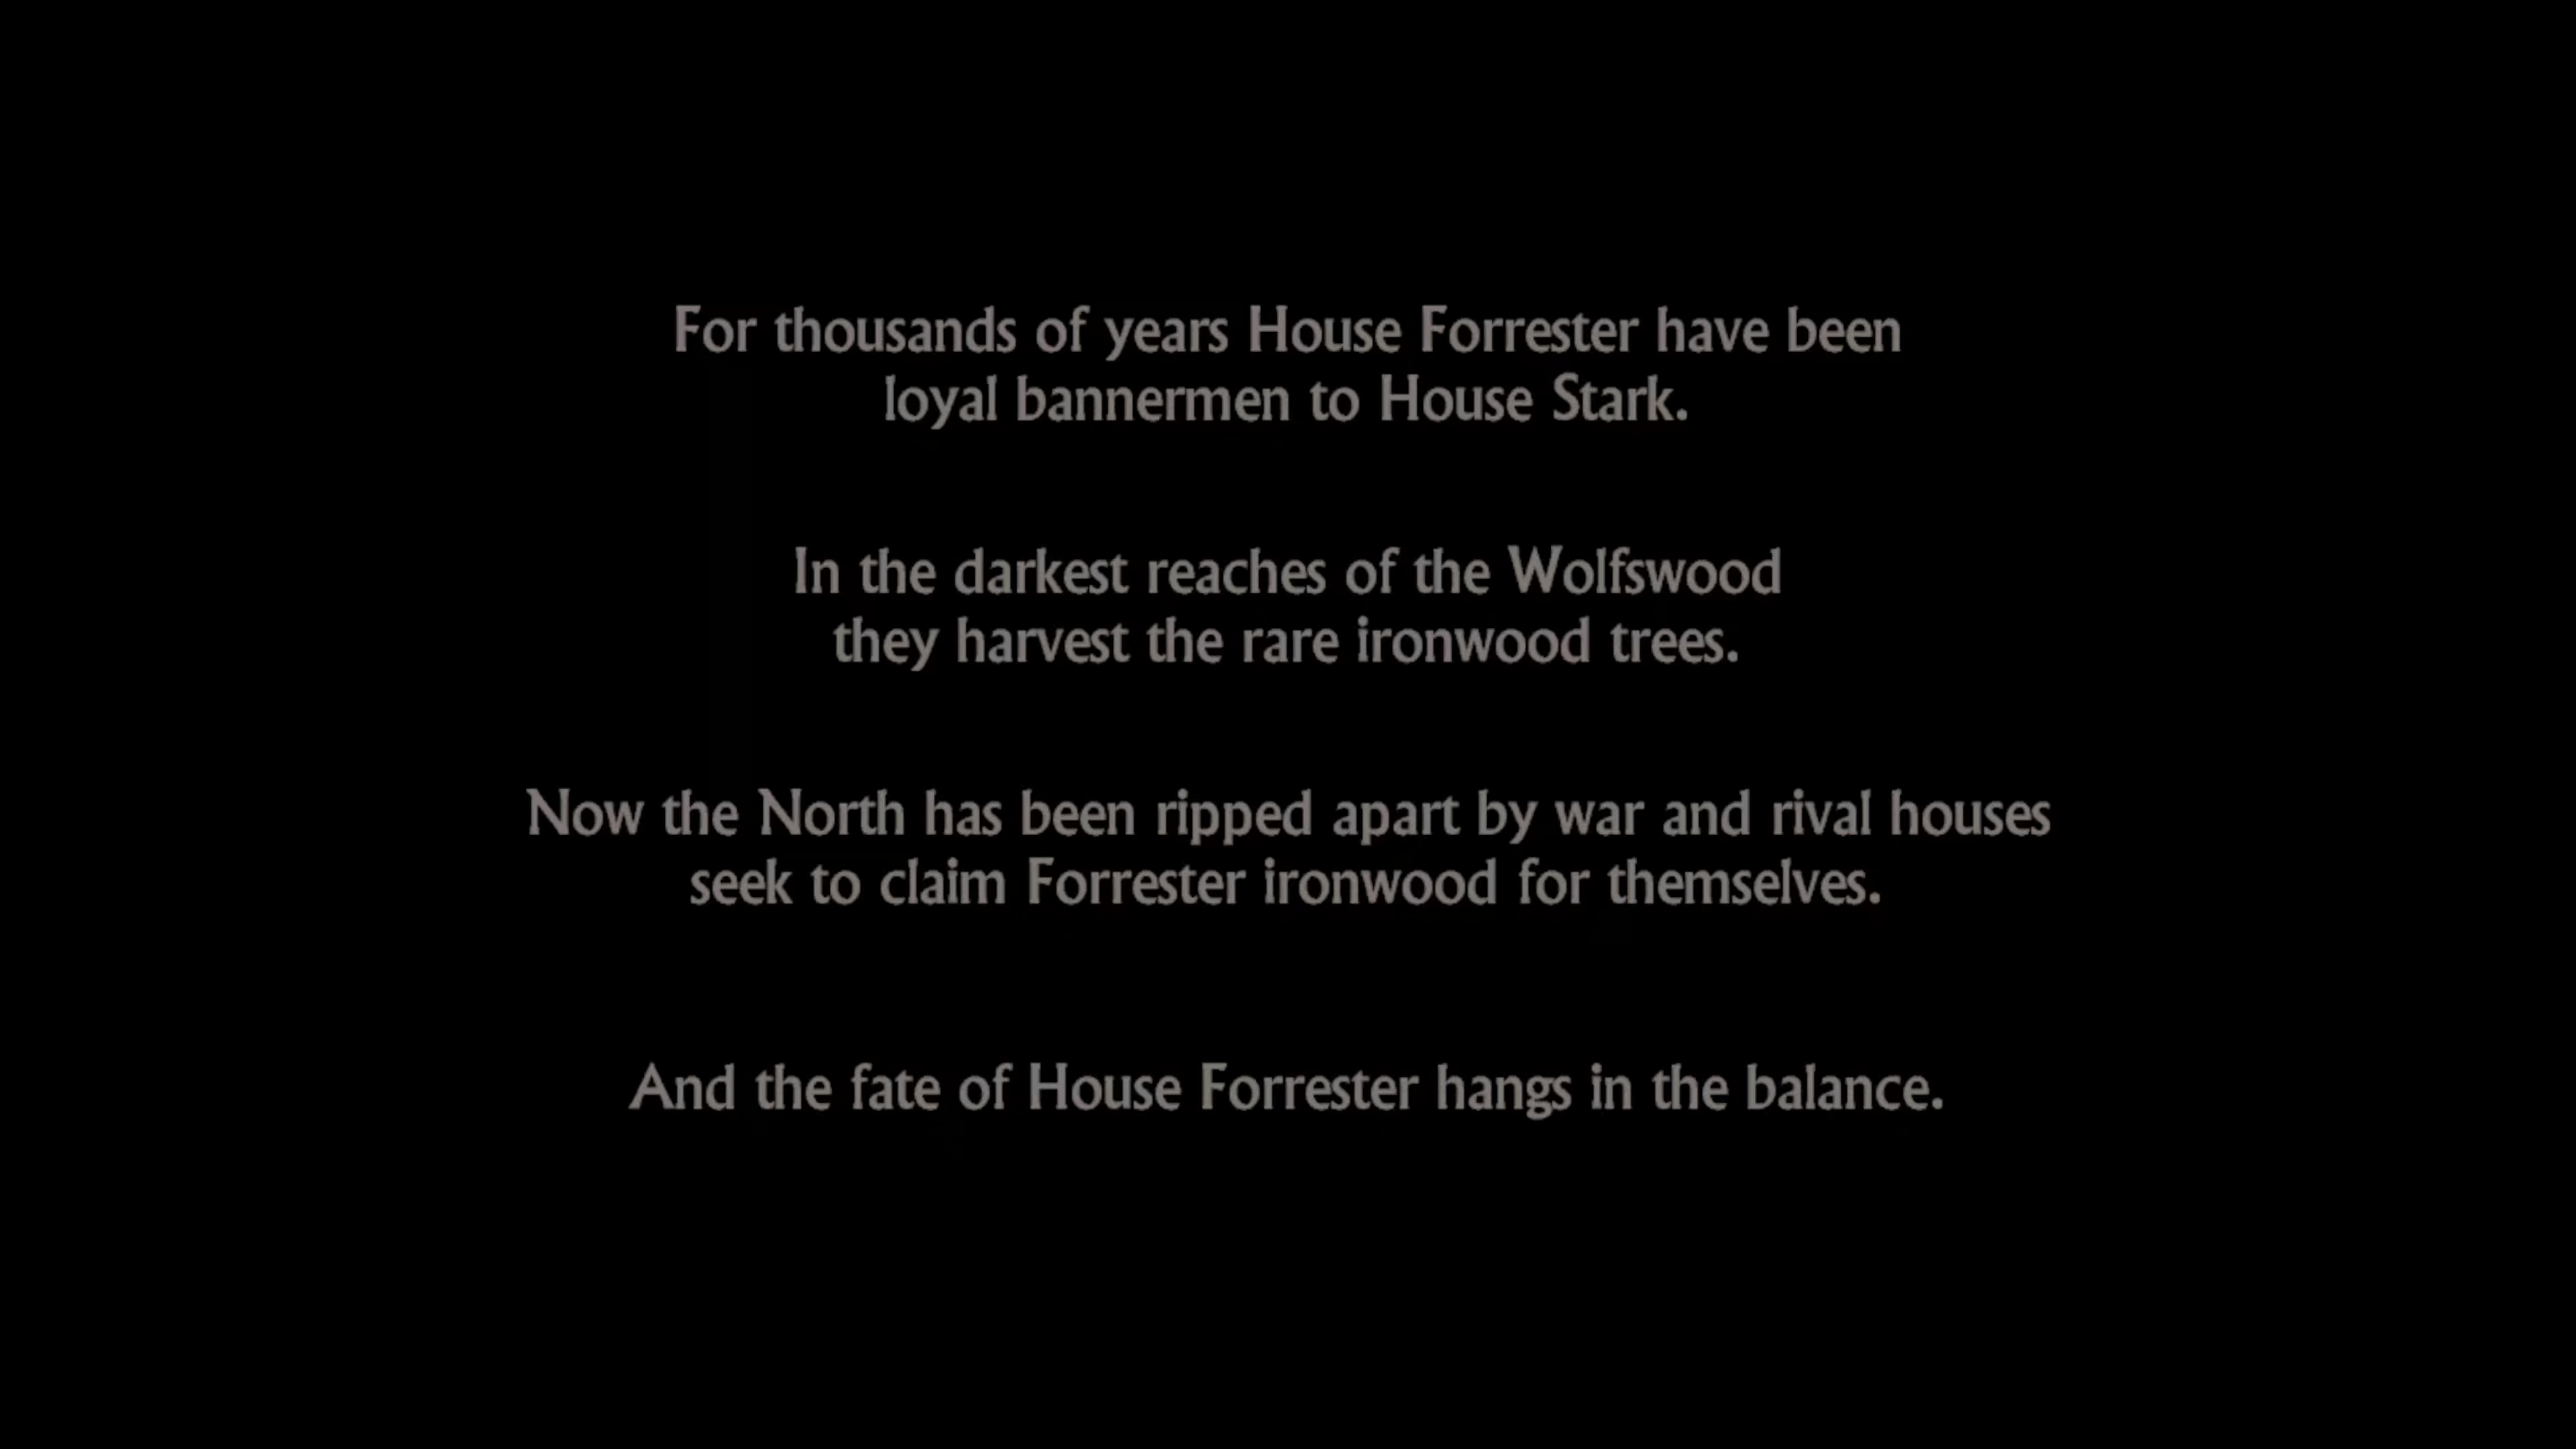 For thousands of years House Forrester have been
loyal bannermen to House Stark.
In the darkest reaches of the Wolfswood
they harvest the rare ironwood trees.
Now the North has been ripped apart by war and rival houses
seek to claim Forrester ironwood for themselves.
And the fate of House Forrester hangs in the balance.